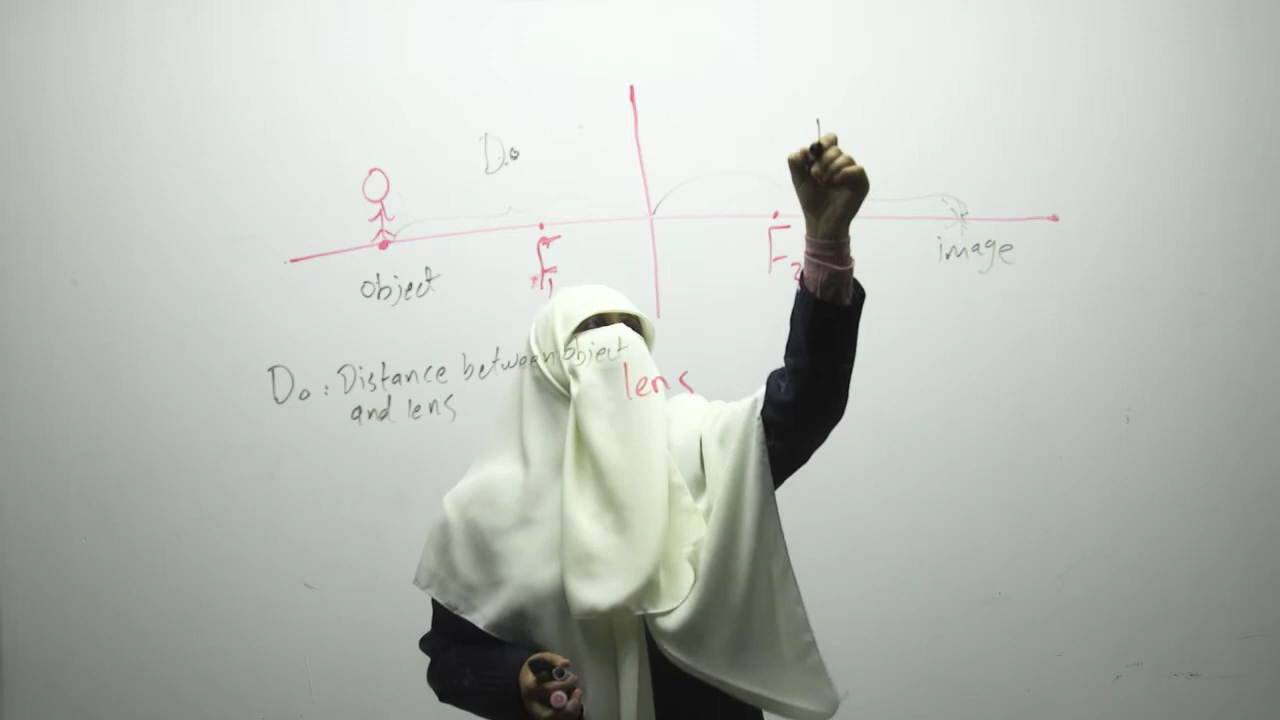 Do
F1
F2
object
image
Do : Distance between object
and lens
lens